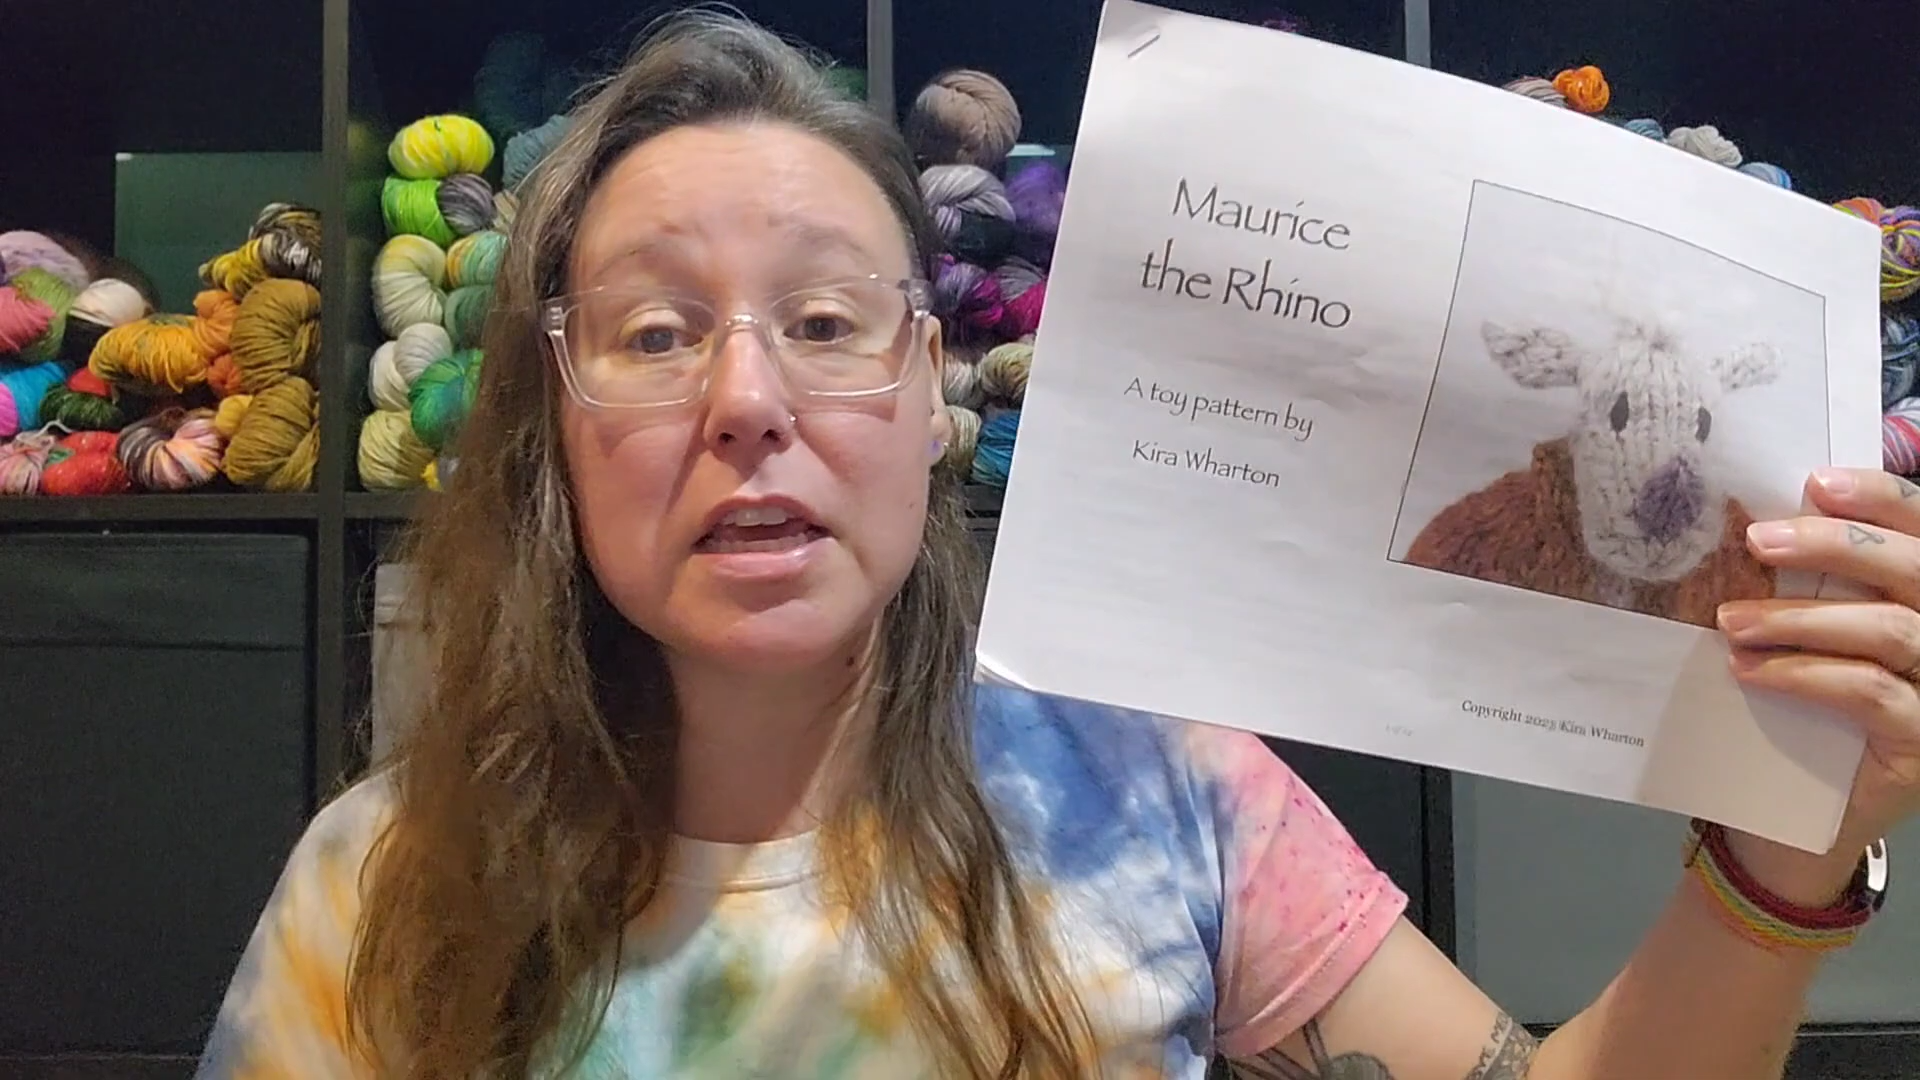 Maurice
the Rhino
A toy pattern by
Kira Wharton
Copyright 2023 Kira Wharton